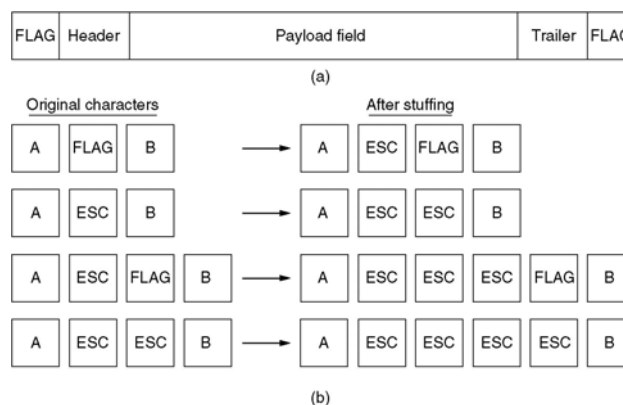 FLAG Header Payload field Trailer FLAG
(a)
Original characters After stuffing
A FLAG B A ESC FLAG B
A ESC B A ESC ESC B
A ESC FLAG B A ESC ESC ESC FLAG B
A ESC ESC B A ESC ESC ESC ESC B
(b)